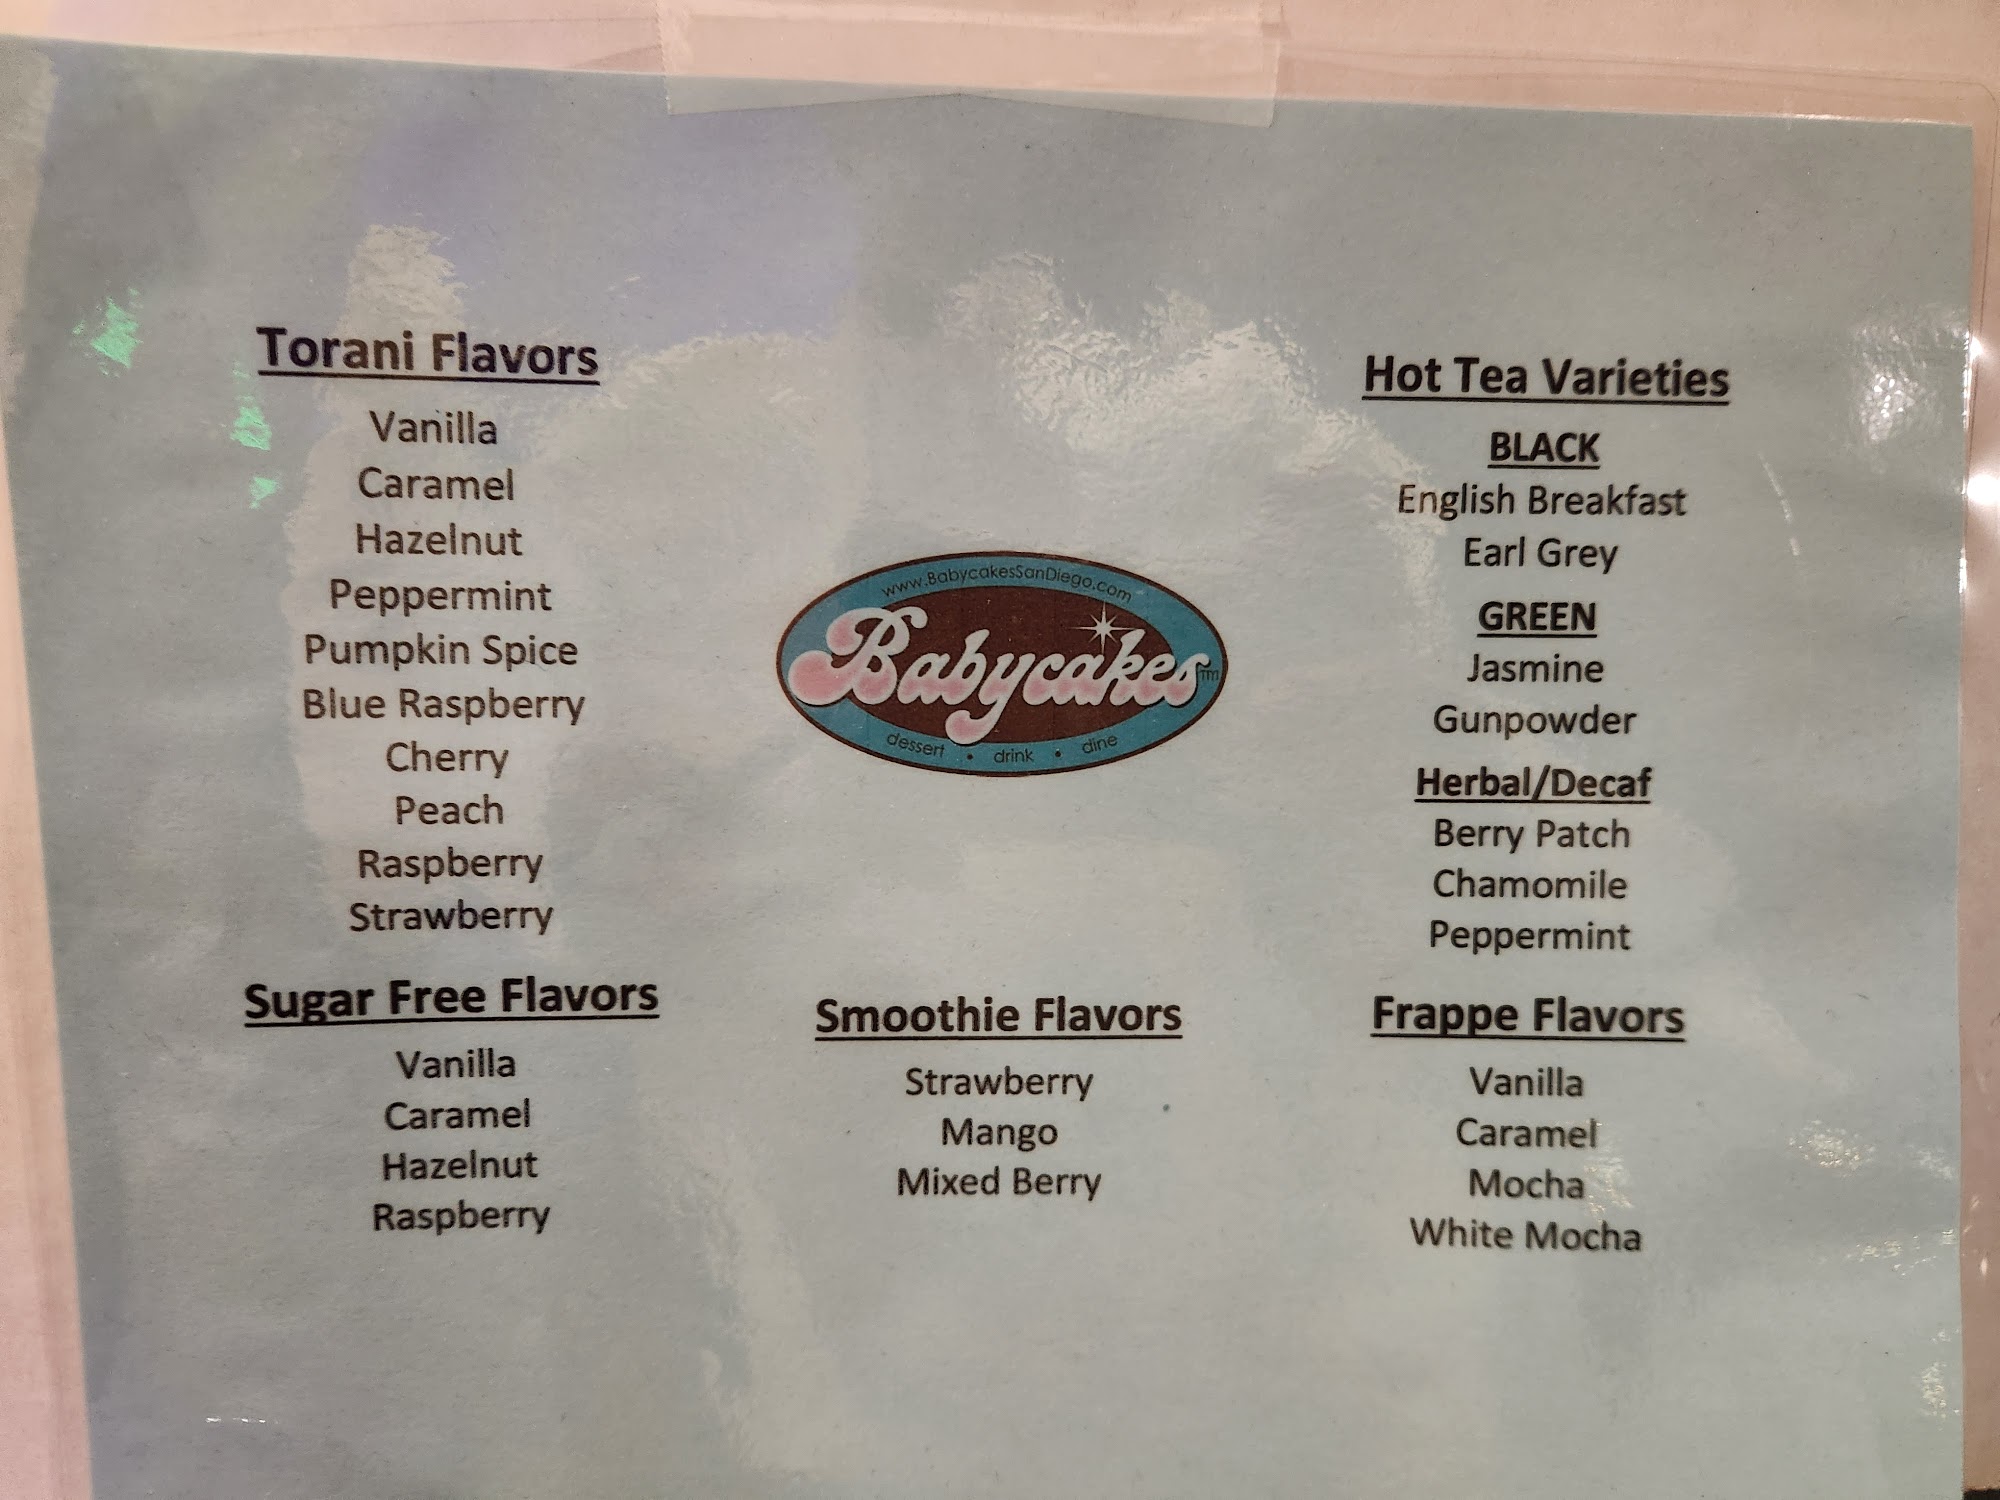 Torani Flavors
Vanilla
Caramel
Hazelnut
Peppermint
Pumpkin Spice
Blue Raspberry
Cherry
Peach
Raspberry
Strawberry
Sugar Free Flavors
Vanilla
Caramel
Hazelnut
Raspberry
www.BabycakesSanDiego.com
Babycakes™
dessert • drink • dine
Smoothie Flavors
Strawberry
Mango
Mixed Berry
Hot Tea Varieties
BLACK
English Breakfast
Earl Grey
GREEN
Jasmine
Gunpowder
Herbal/Decaf
Berry Patch
Chamomile
Peppermint
Frappe Flavors
Vanilla
Caramel
Mocha
White Mocha